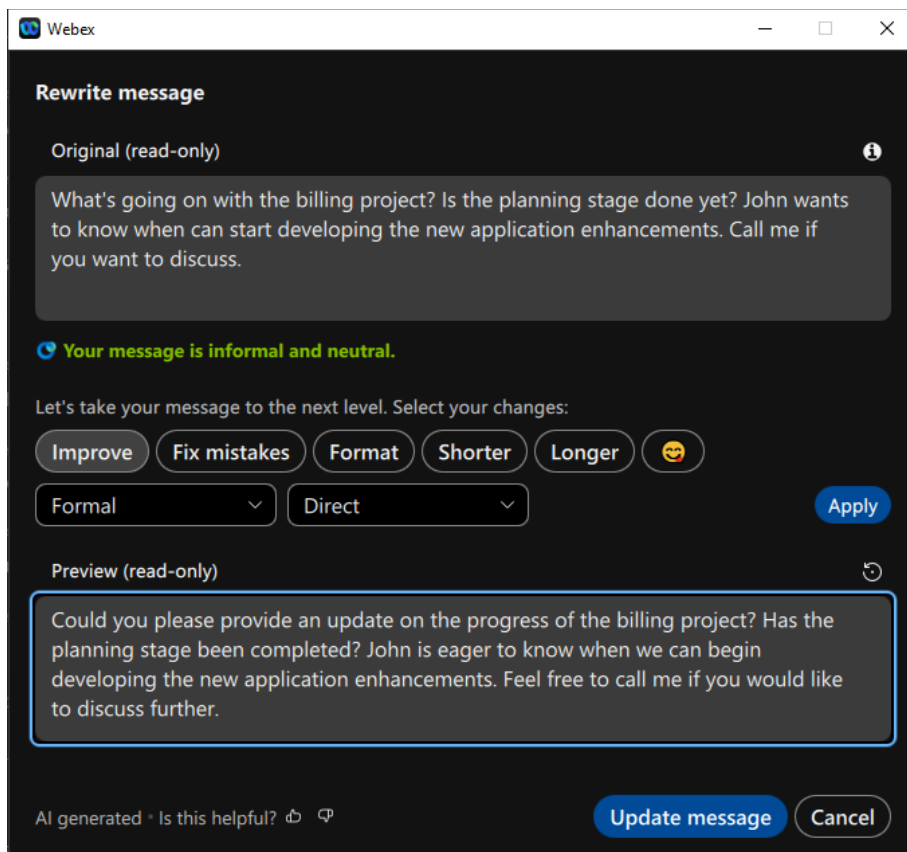 Webex
Rewrite message
Original (read-only)
What's going on with the billing project? Is the planning stage done yet? John wants
to know when can start developing the new application enhancements. Call me if
you want to discuss.
Your message is informal and neutral.
Let's take your message to the next level. Select your changes:
Improve Fix mistakes Format Shorter Longer 😋
Formal Direct Apply
Preview (read-only)
Could you please provide an update on the progress of the billing project? Has the
planning stage been completed? John is eager to know when we can begin
developing the new application enhancements. Feel free to call me if you would like
to discuss further.
AI generated • Is this helpful? Update message Cancel